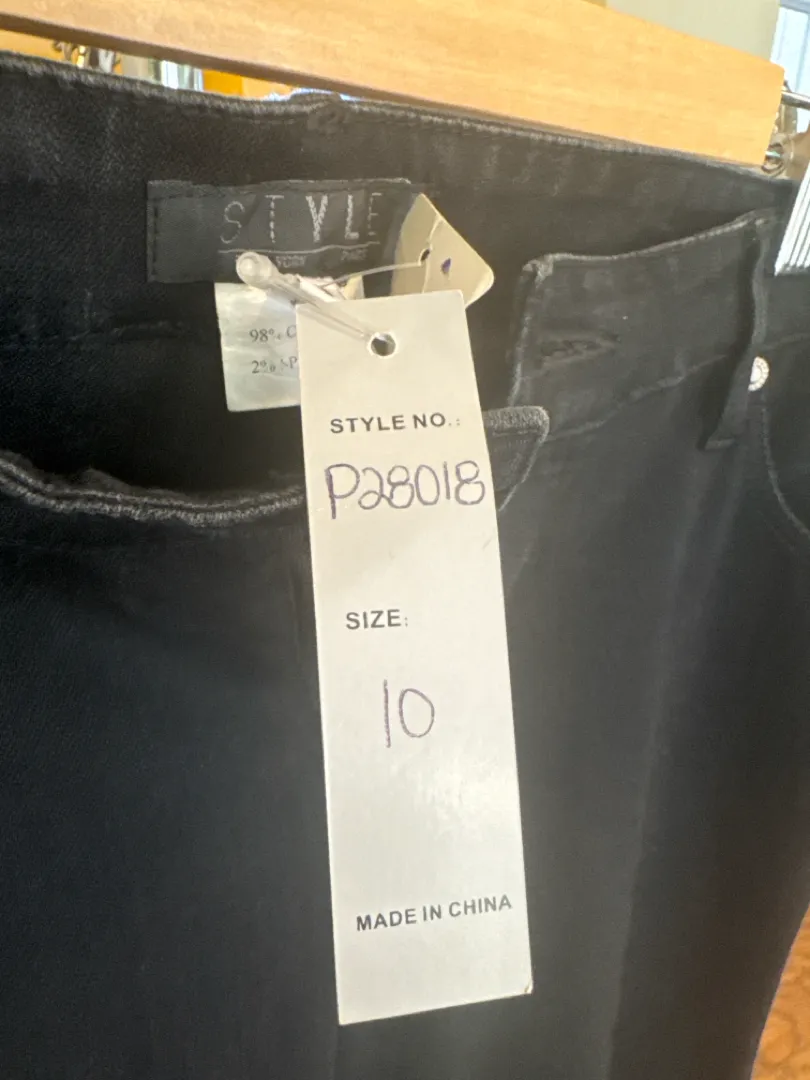 STYLE
98% C
2% SP
STYLE NO.:
P28018
SIZE:
10
MADE IN CHINA